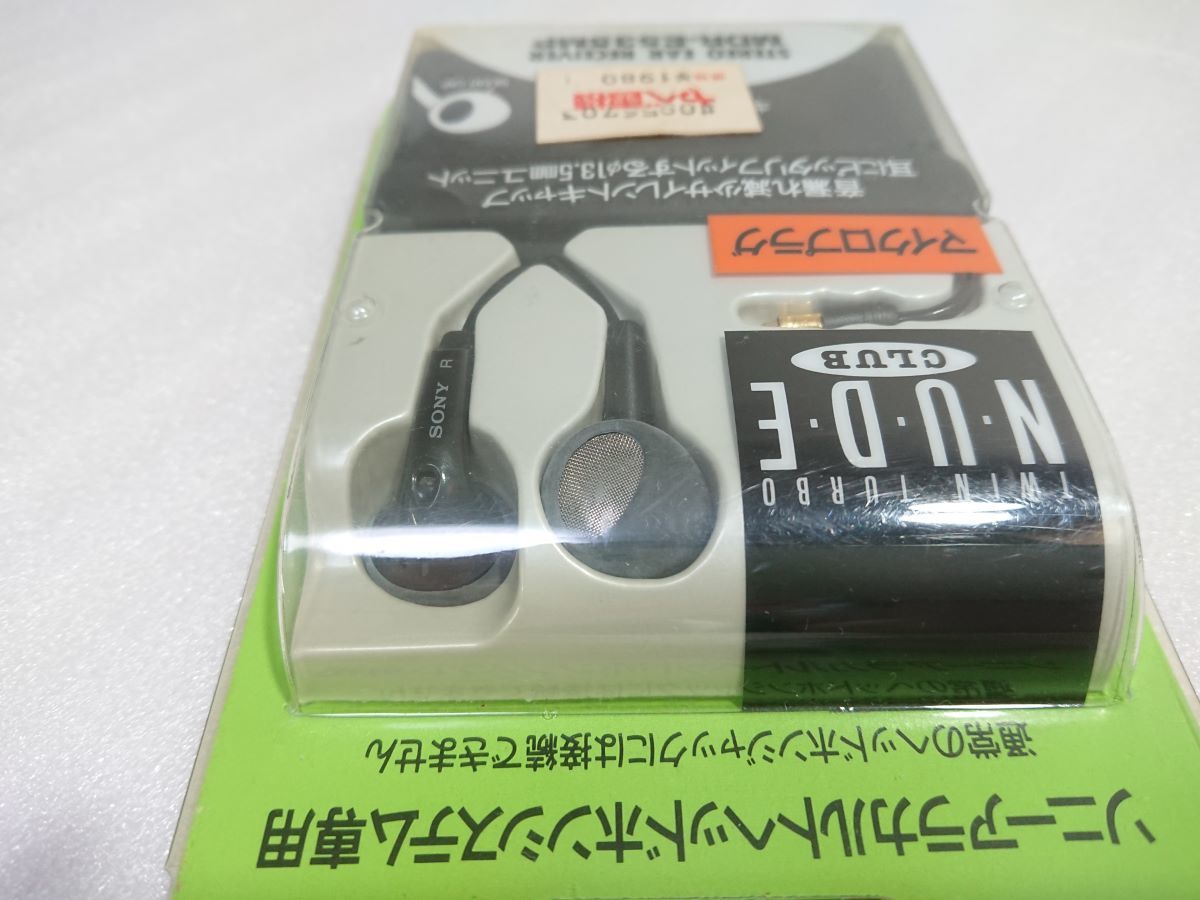 ソニーアラカルトヘッドホンシステム専用
通常のヘッドホンジャックには接続できません
TWIN TURBO
N·U·D·E
CLUB
SONY R
マイクロプラグ
音漏れ減少サイレントキャップ
耳にピッタリフィットするφ13.5mmユニット
¥1980
STEREO EAR RECEIVER
MDR-E535MP